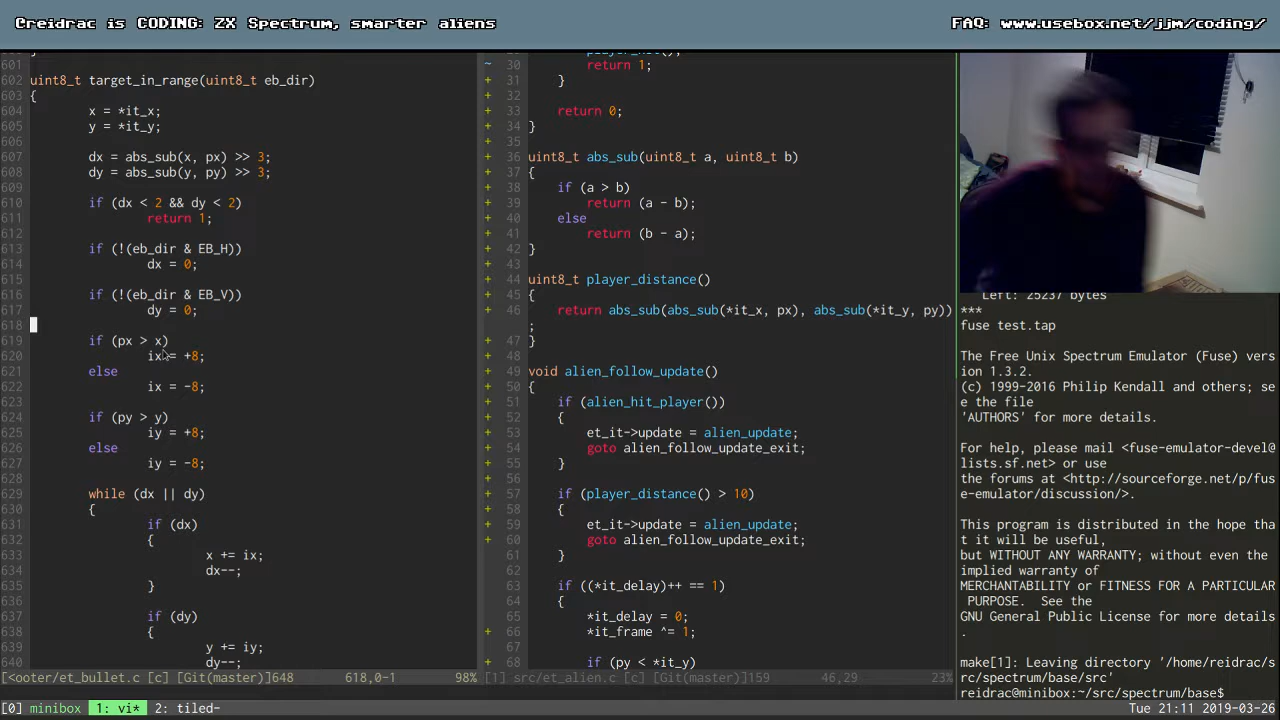 Creidrac is CODING: ZX Spectrum, smarter aliens
FAQ: www.usebox.net/jjm/coding/
601
602 uint8_t target_in_range(uint8_t eb_dir)
603 {
604 x = *it_x;
605 y = *it_y;
606
607 dx = abs_sub(x, px) >> 3;
608 dy = abs_sub(y, py) >> 3;
609
610 if (dx < 2 && dy < 2)
611 return 1;
612
613 if (!(eb_dir & EB_H))
614 dx = 0;
615
616 if (!(eb_dir & EB_V))
617 dy = 0;
618
619 if (px > x)
620 ix = +8;
621 else
622 ix = -8;
623
624 if (py > y)
625 iy = +8;
626 else
627 iy = -8;
628
629 while (dx || dy)
630 {
631 if (dx)
632 {
633 x += ix;
634 dx--;
635 }
636
637 if (dy)
638 {
639 y += iy;
640 dy--;
[<ooter/et_bullet.c [c] [Git(master)]648 618,0-1 98%
~ 30 return 1;
+ 31 }
+ 32
+ 33 return 0;
+ 34 }
+ 35
+ 36 uint8_t abs_sub(uint8_t a, uint8_t b)
+ 37 {
+ 38 if (a > b)
+ 39 return (a - b);
+ 40 else
+ 41 return (b - a);
+ 42 }
+ 43
+ 44 uint8_t player_distance()
+ 45 {
+ 46 return abs_sub(abs_sub(*it_x, px), abs_sub(*it_y, py))
;
+ 47 }
+ 48
+ 49 void alien_follow_update()
+ 50 {
+ 51 if (alien_hit_player())
+ 52 {
+ 53 et_it->update = alien_update;
+ 54 goto alien_follow_update_exit;
+ 55 }
+ 56
+ 57 if (player_distance() > 10)
+ 58 {
+ 59 et_it->update = alien_update;
+ 60 goto alien_follow_update_exit;
61 }
62
63 if ((*it_delay)++ == 1)
64 {
65 *it_delay = 0;
+ 66 *it_frame ^= 1;
67
+ 68 if (py < *it_y)
[1] src/et_alien.c [c] [Git(master)]159 46,29 23%
Left: 25237 bytes
***
fuse test.tap
The Free Unix Spectrum Emulator (Fuse) vers
ion 1.3.2.
(c) 1999-2016 Philip Kendall and others; se
e the file
'AUTHORS' for more details.
For help, please mail <fuse-emulator-devel@
lists.sf.net> or use
the forums at <http://sourceforge.net/p/fus
e-emulator/discussion/>.
This program is distributed in the hope tha
t it will be useful,
but WITHOUT ANY WARRANTY; without even the
implied warranty of
MERCHANTABILITY or FITNESS FOR A PARTICULAR
PURPOSE. See the
GNU General Public License for more details
.
make[1]: Leaving directory '/home/reidrac/s
rc/spectrum/base/src'
reidrac@minibox:~/src/spectrum/base$
[0] minibox 1: vi* 2: tiled- Tue 21:11 2019-03-26